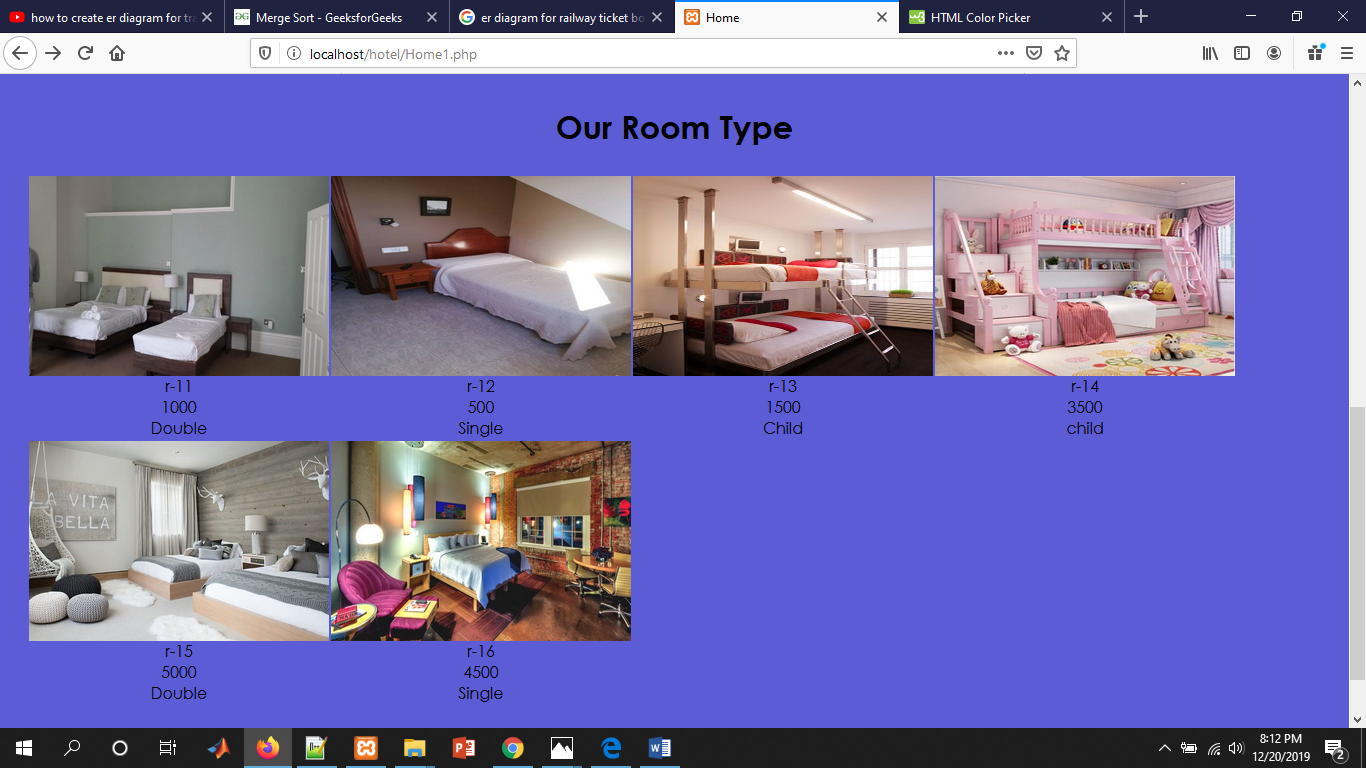 how to create er diagram for tra
Merge Sort - GeeksforGeeks
er diagram for railway ticket bo
Home
HTML Color Picker
localhost/hotel/Home1.php
Our Room Type
r-11
1000
Double
r-12
500
Single
r-13
1500
Child
r-14
3500
child
LA VITA
BELLA
r-15
5000
Double
r-16
4500
Single
8:12 PM
12/20/2019
2